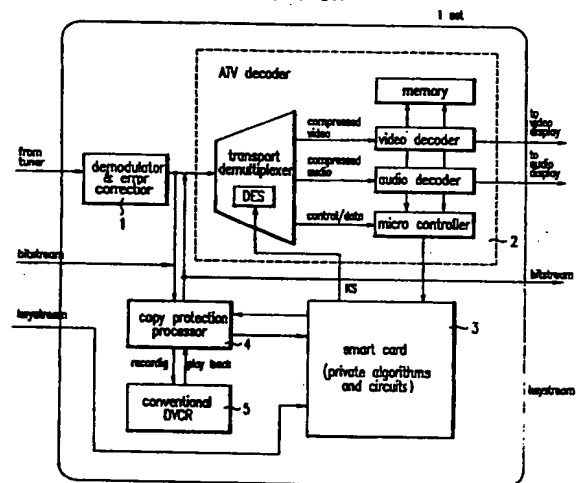 1 set
ATV decoder
memory
from
tuner
demodulator
& error
correction
1
transport
demultiplexer
DES
compressed
video
compressed
audio
control/data
video decoder
audio decoder
micro controller
to
video
display
to
audio
display
2
bitstream
bitstream
KS
keystream
copy protection
processor
4
recordig
play back
conventional
DVCR
5
smart card
(private algorithms
and circuits)
3
keystream